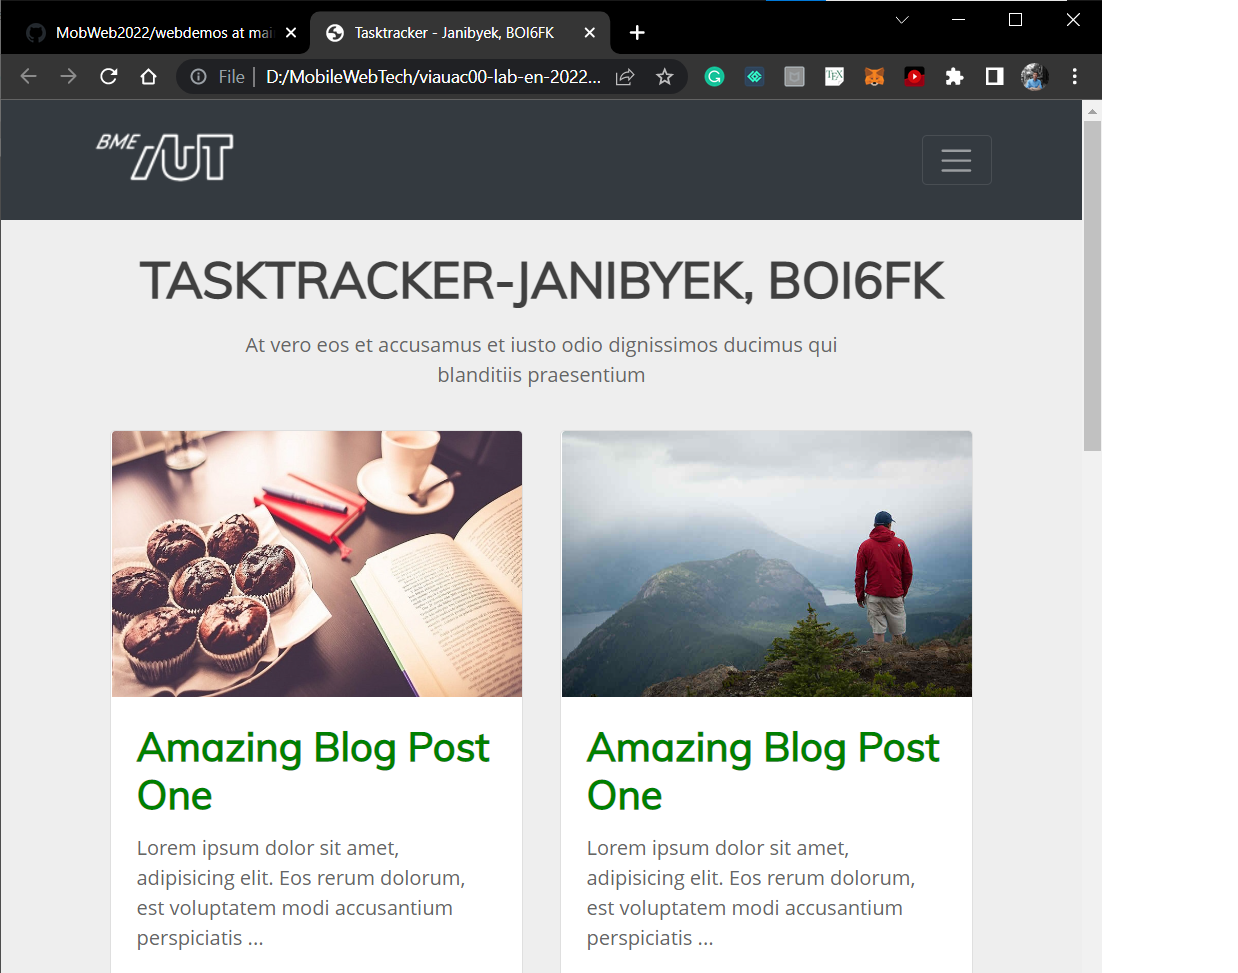 MobWeb2022/webdemos at mai
Tasktracker - Janibyek, BOI6FK
File
D:/MobileWebTech/viauac00-lab-en-2022...
TEX
BME
AUT
TASKTRACKER-JANIBYEK, BOI6FK
At vero eos et accusamus et iusto odio dignissimos ducimus qui
blanditiis praesentium
Amazing Blog Post
One
Lorem ipsum dolor sit amet,
adipisicing elit. Eos rerum dolorum,
est voluptatem modi accusantium
perspiciatis ...
Amazing Blog Post
One
Lorem ipsum dolor sit amet,
adipisicing elit. Eos rerum dolorum,
est voluptatem modi accusantium
perspiciatis ...